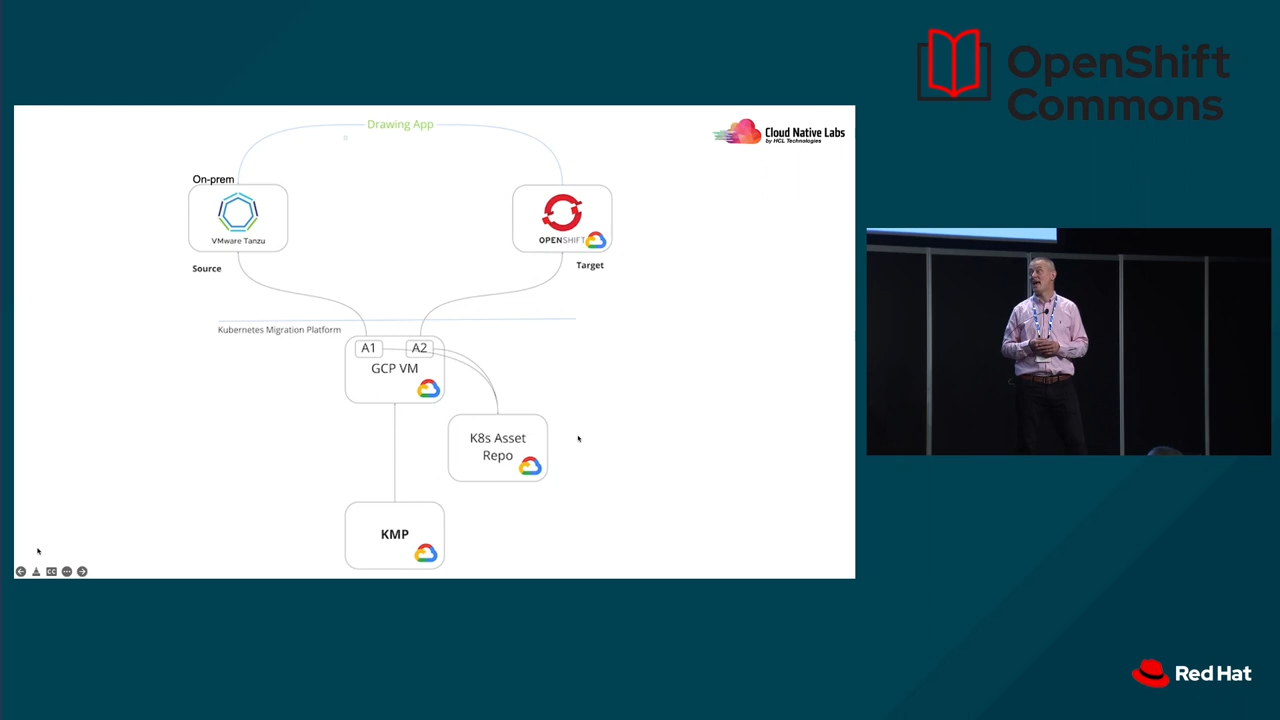 OpenShift
Commons
Drawing App
Cloud Native Labs
by HCL Technologies
On-prem
VMware Tanzu
OPENSHIFT
Source
Target
Kubernetes Migration Platform
A1
A2
GCP VM
K8s Asset
Repo
KMP
CC
Red Hat